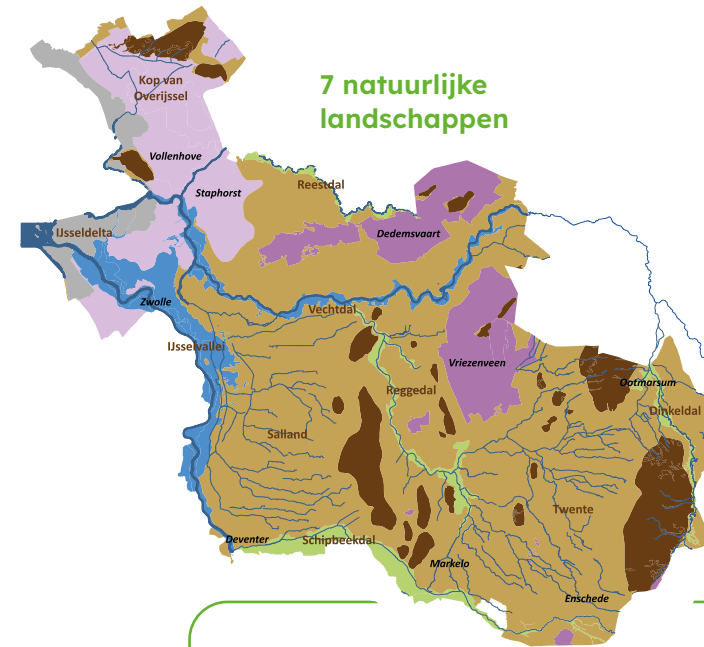 7 natuurlijke
landschappen
Kop van
Overijssel
Vollenhove
Staphorst
Reestdal
IJsseldelta
Dedemsvaart
Zwolle
Vechtdal
IJsselvallei
Vriezenveen
Ootmarsum
Reggedal
Dinkeldal
Salland
Twente
Deventer
Schipbeekdal
Markelo
Enschede